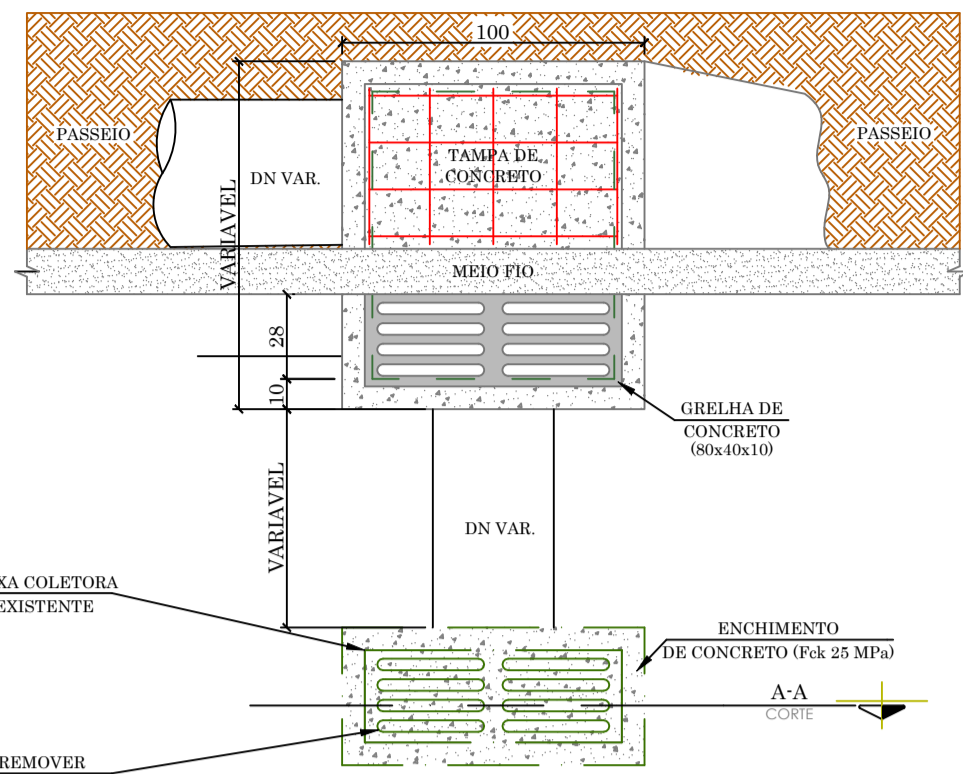 100
PASSEIO
PASSEIO
TAMPA DE
CONCRETO
DN VAR.
VARIAVEL
MEIO FIO
28
10
GRELHA DE
CONCRETO
(80x40x10)
VARIAVEL
DN VAR.
XA COLETORA
EXISTENTE
ENCHIMENTO
DE CONCRETO (Fck 25 MPa)
A-A
CORTE
REMOVER